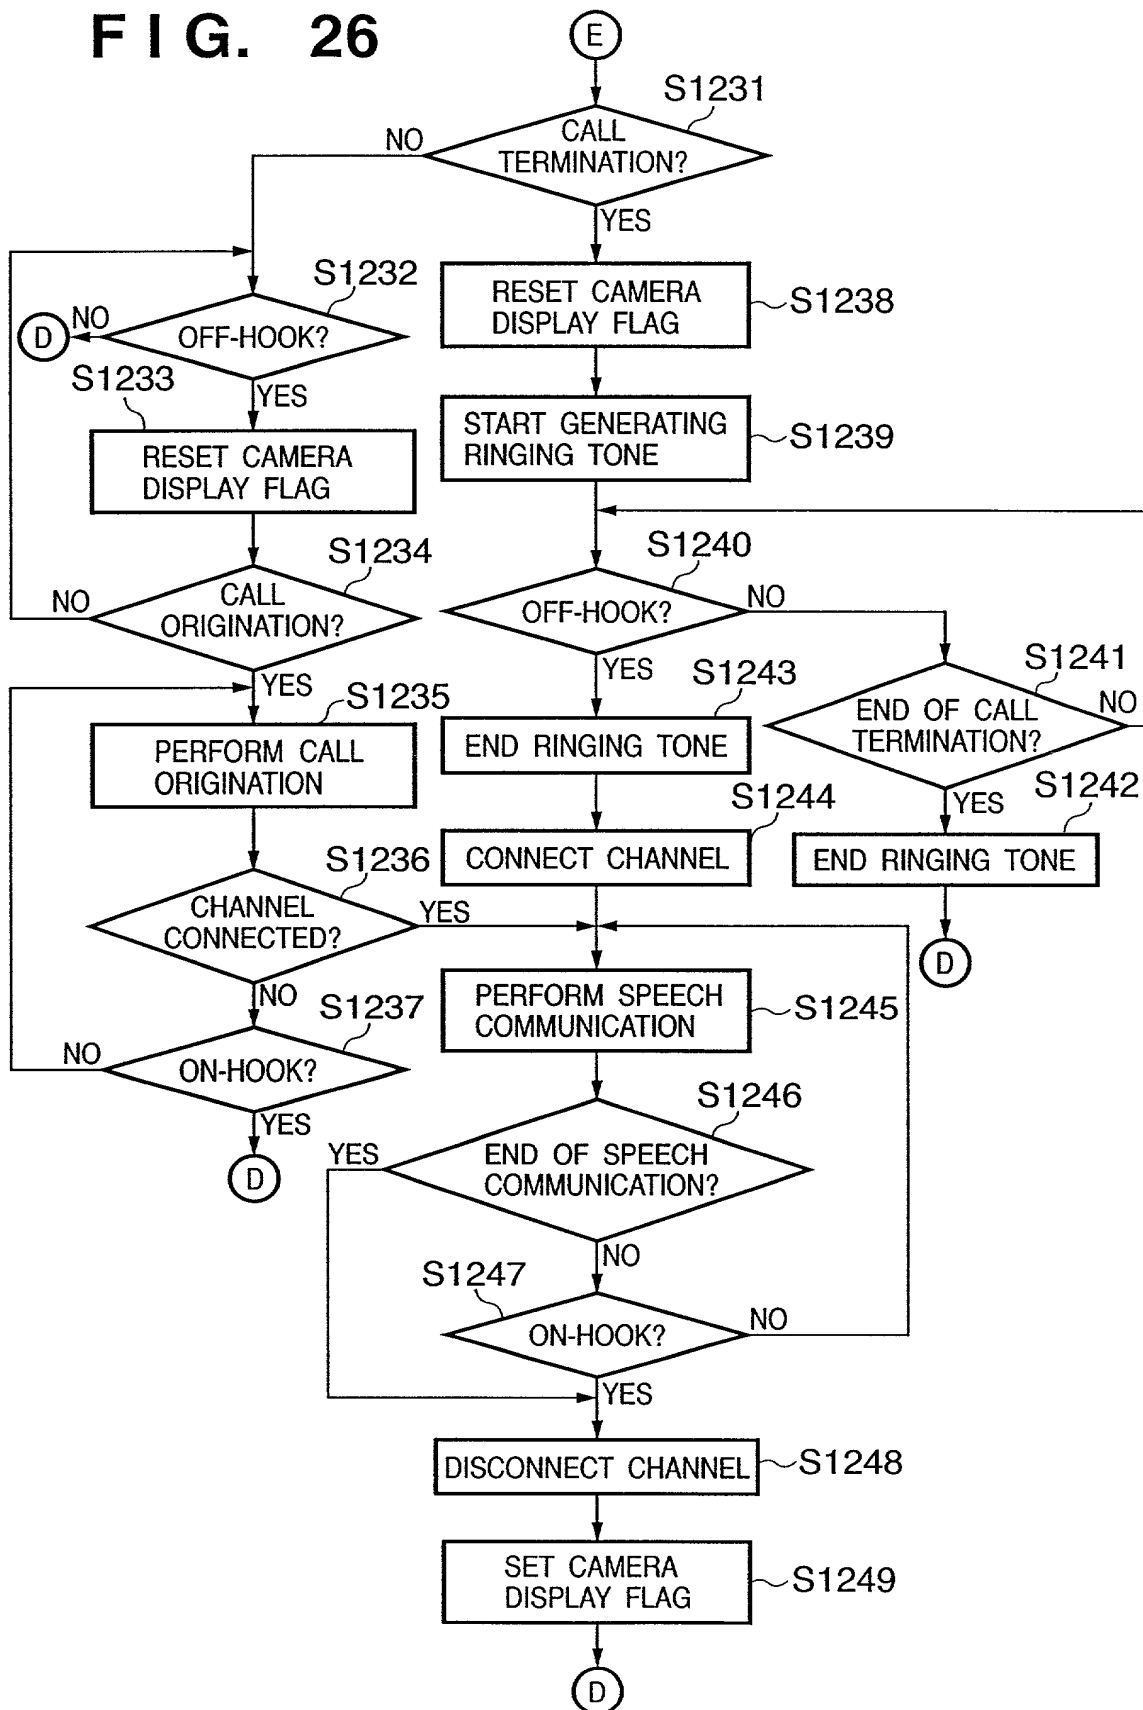 FIG. 26
E
S1231
CALL
TERMINATION?
NO
YES
S1232
OFF-HOOK?
NO
D
YES
S1233
RESET CAMERA
DISPLAY FLAG
S1234
CALL
ORIGINATION?
NO
YES
S1235
PERFORM CALL
ORIGINATION
S1236
CHANNEL
CONNECTED?
YES
NO
S1237
ON-HOOK?
NO
YES
D
RESET CAMERA
DISPLAY FLAG
S1238
START GENERATING
RINGING TONE
S1239
S1240
OFF-HOOK?
NO
YES
S1241
END OF CALL
TERMINATION?
NO
YES
S1242
END RINGING TONE
D
S1243
END RINGING TONE
S1244
CONNECT CHANNEL
PERFORM SPEECH
COMMUNICATION
S1245
S1246
END OF SPEECH
COMMUNICATION?
YES
NO
S1247
ON-HOOK?
NO
YES
DISCONNECT CHANNEL
S1248
SET CAMERA
DISPLAY FLAG
S1249
D